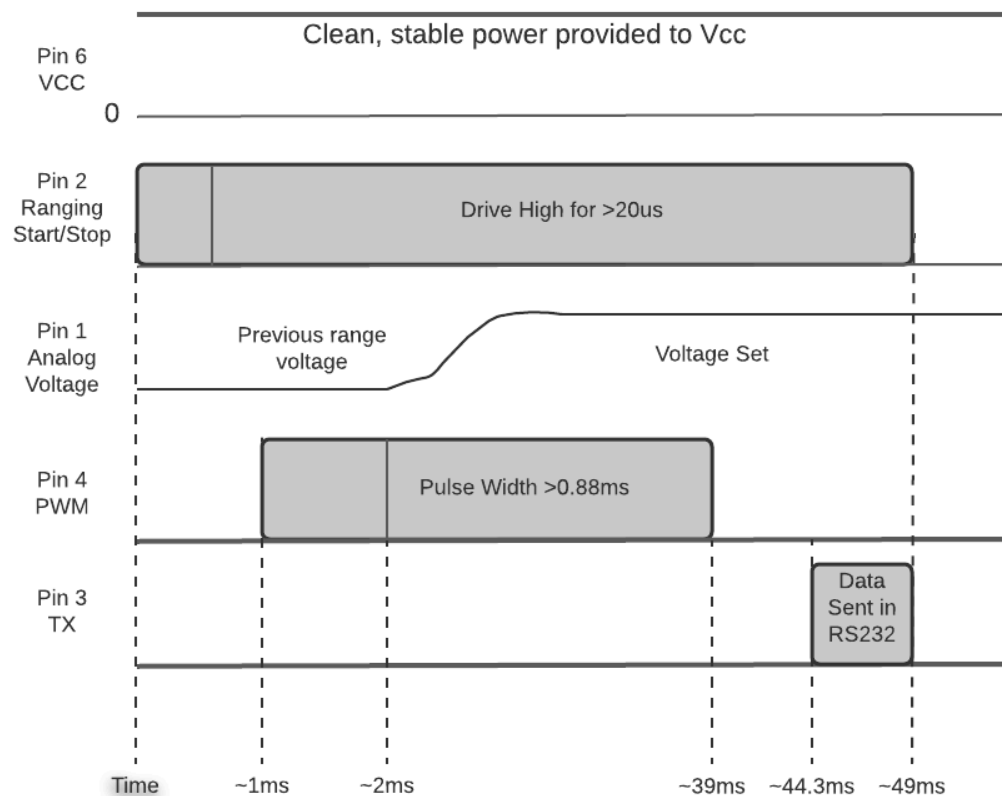 Clean, stable power provided to Vcc
Pin 6
VCC
0
Pin 2
Ranging
Start/Stop
Drive High for >20us
Pin 1
Analog
Voltage
Previous range
voltage
Voltage Set
Pin 4
PWM
Pulse Width >0.88ms
Pin 3
TX
Data
Sent in
RS232
Time
~1ms
~2ms
~39ms
~44.3ms
~49ms